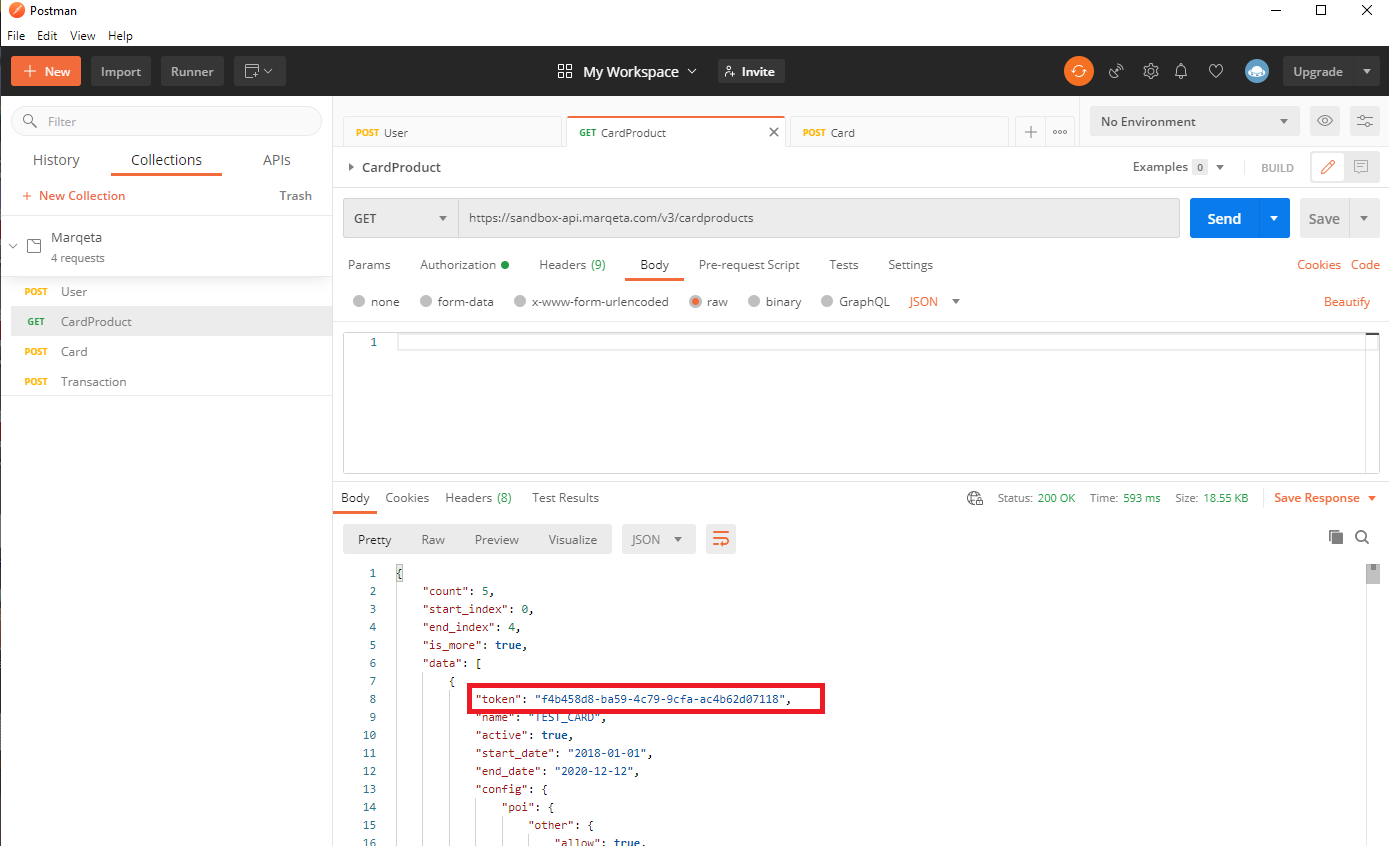 Postman
File Edit View Help
New Import Runner My Workspace Invite Upgrade
Filter
History Collections APIs
New Collection Trash
Marqeta
4 requests
POST User
GET CardProduct
POST Card
POST Transaction
POST User GET CardProduct POST Card No Environment
CardProduct Examples 0 BUILD
GET https://sandbox-api.marqeta.com/v3/cardproducts Send Save
Params Authorization Headers (9) Body Pre-request Script Tests Settings Cookies Code
none form-data x-www-form-urlencoded raw binary GraphQL JSON Beautify
1
Body Cookies Headers (8) Test Results Status: 200 OK Time: 593 ms Size: 18.55 KB Save Response
Pretty Raw Preview Visualize JSON
1 {
2 "count": 5,
3 "start_index": 0,
4 "end_index": 4,
5 "is_more": true,
6 "data": [
7 {
8 "token": "f4b458d8-ba59-4c79-9cfa-ac4b62d07118",
9 "name": "TEST_CARD",
10 "active": true,
11 "start_date": "2018-01-01",
12 "end_date": "2020-12-12",
13 "config": {
14 "poi": {
15 "other": {
16 "allow": true,